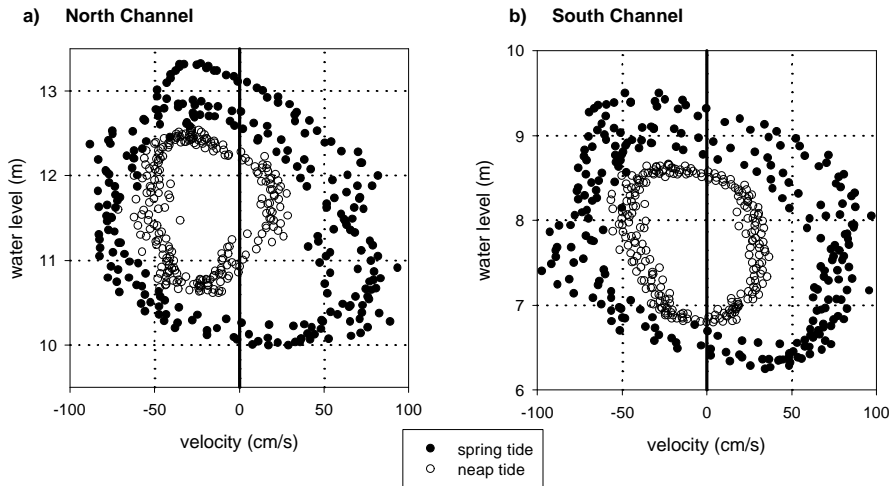 a) North Channel
water level (m)
13
12
11
10
-100 -50 0 50 100
velocity (cm/s)
b) South Channel
water level (m)
10
9
8
7
6
-100 -50 0 50 100
velocity (cm/s)
spring tide
neap tide